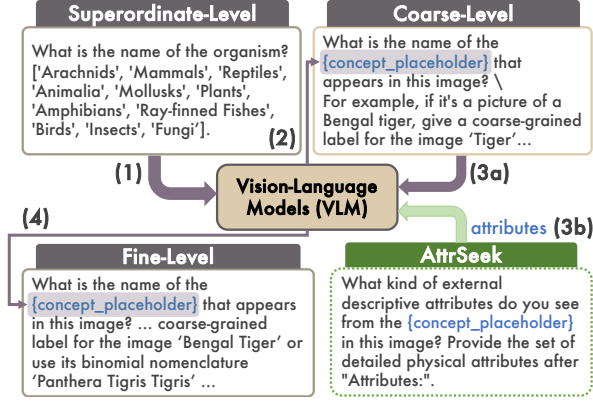 Superordinate-Level
What is the name of the organism?
['Arachnids', 'Mammals', 'Reptiles',
'Animalia', 'Mollusks', 'Plants',
'Amphibians', 'Ray-finned Fishes',
'Birds', 'Insects', 'Fungi'].
(2)
Coarse-Level
What is the name of the
{concept_placeholder} that
appears in this image? \
For example, if it's a picture of a
Bengal tiger, give a coarse-grained
label for the image 'Tiger'...
(1)
Vision-Language
Models (VLM)
(3a)
(4)
attributes (3b)
Fine-Level
What is the name of the
{concept_placeholder} that appears
in this image? ... coarse-grained
label for the image 'Bengal Tiger' or
use its binomial nomenclature
'Panthera Tigris Tigris' ...
AttrSeek
What kind of external
descriptive attributes do you see
from the {concept_placeholder}
in this image? Provide the set of
detailed physical attributes after
"Attributes:".